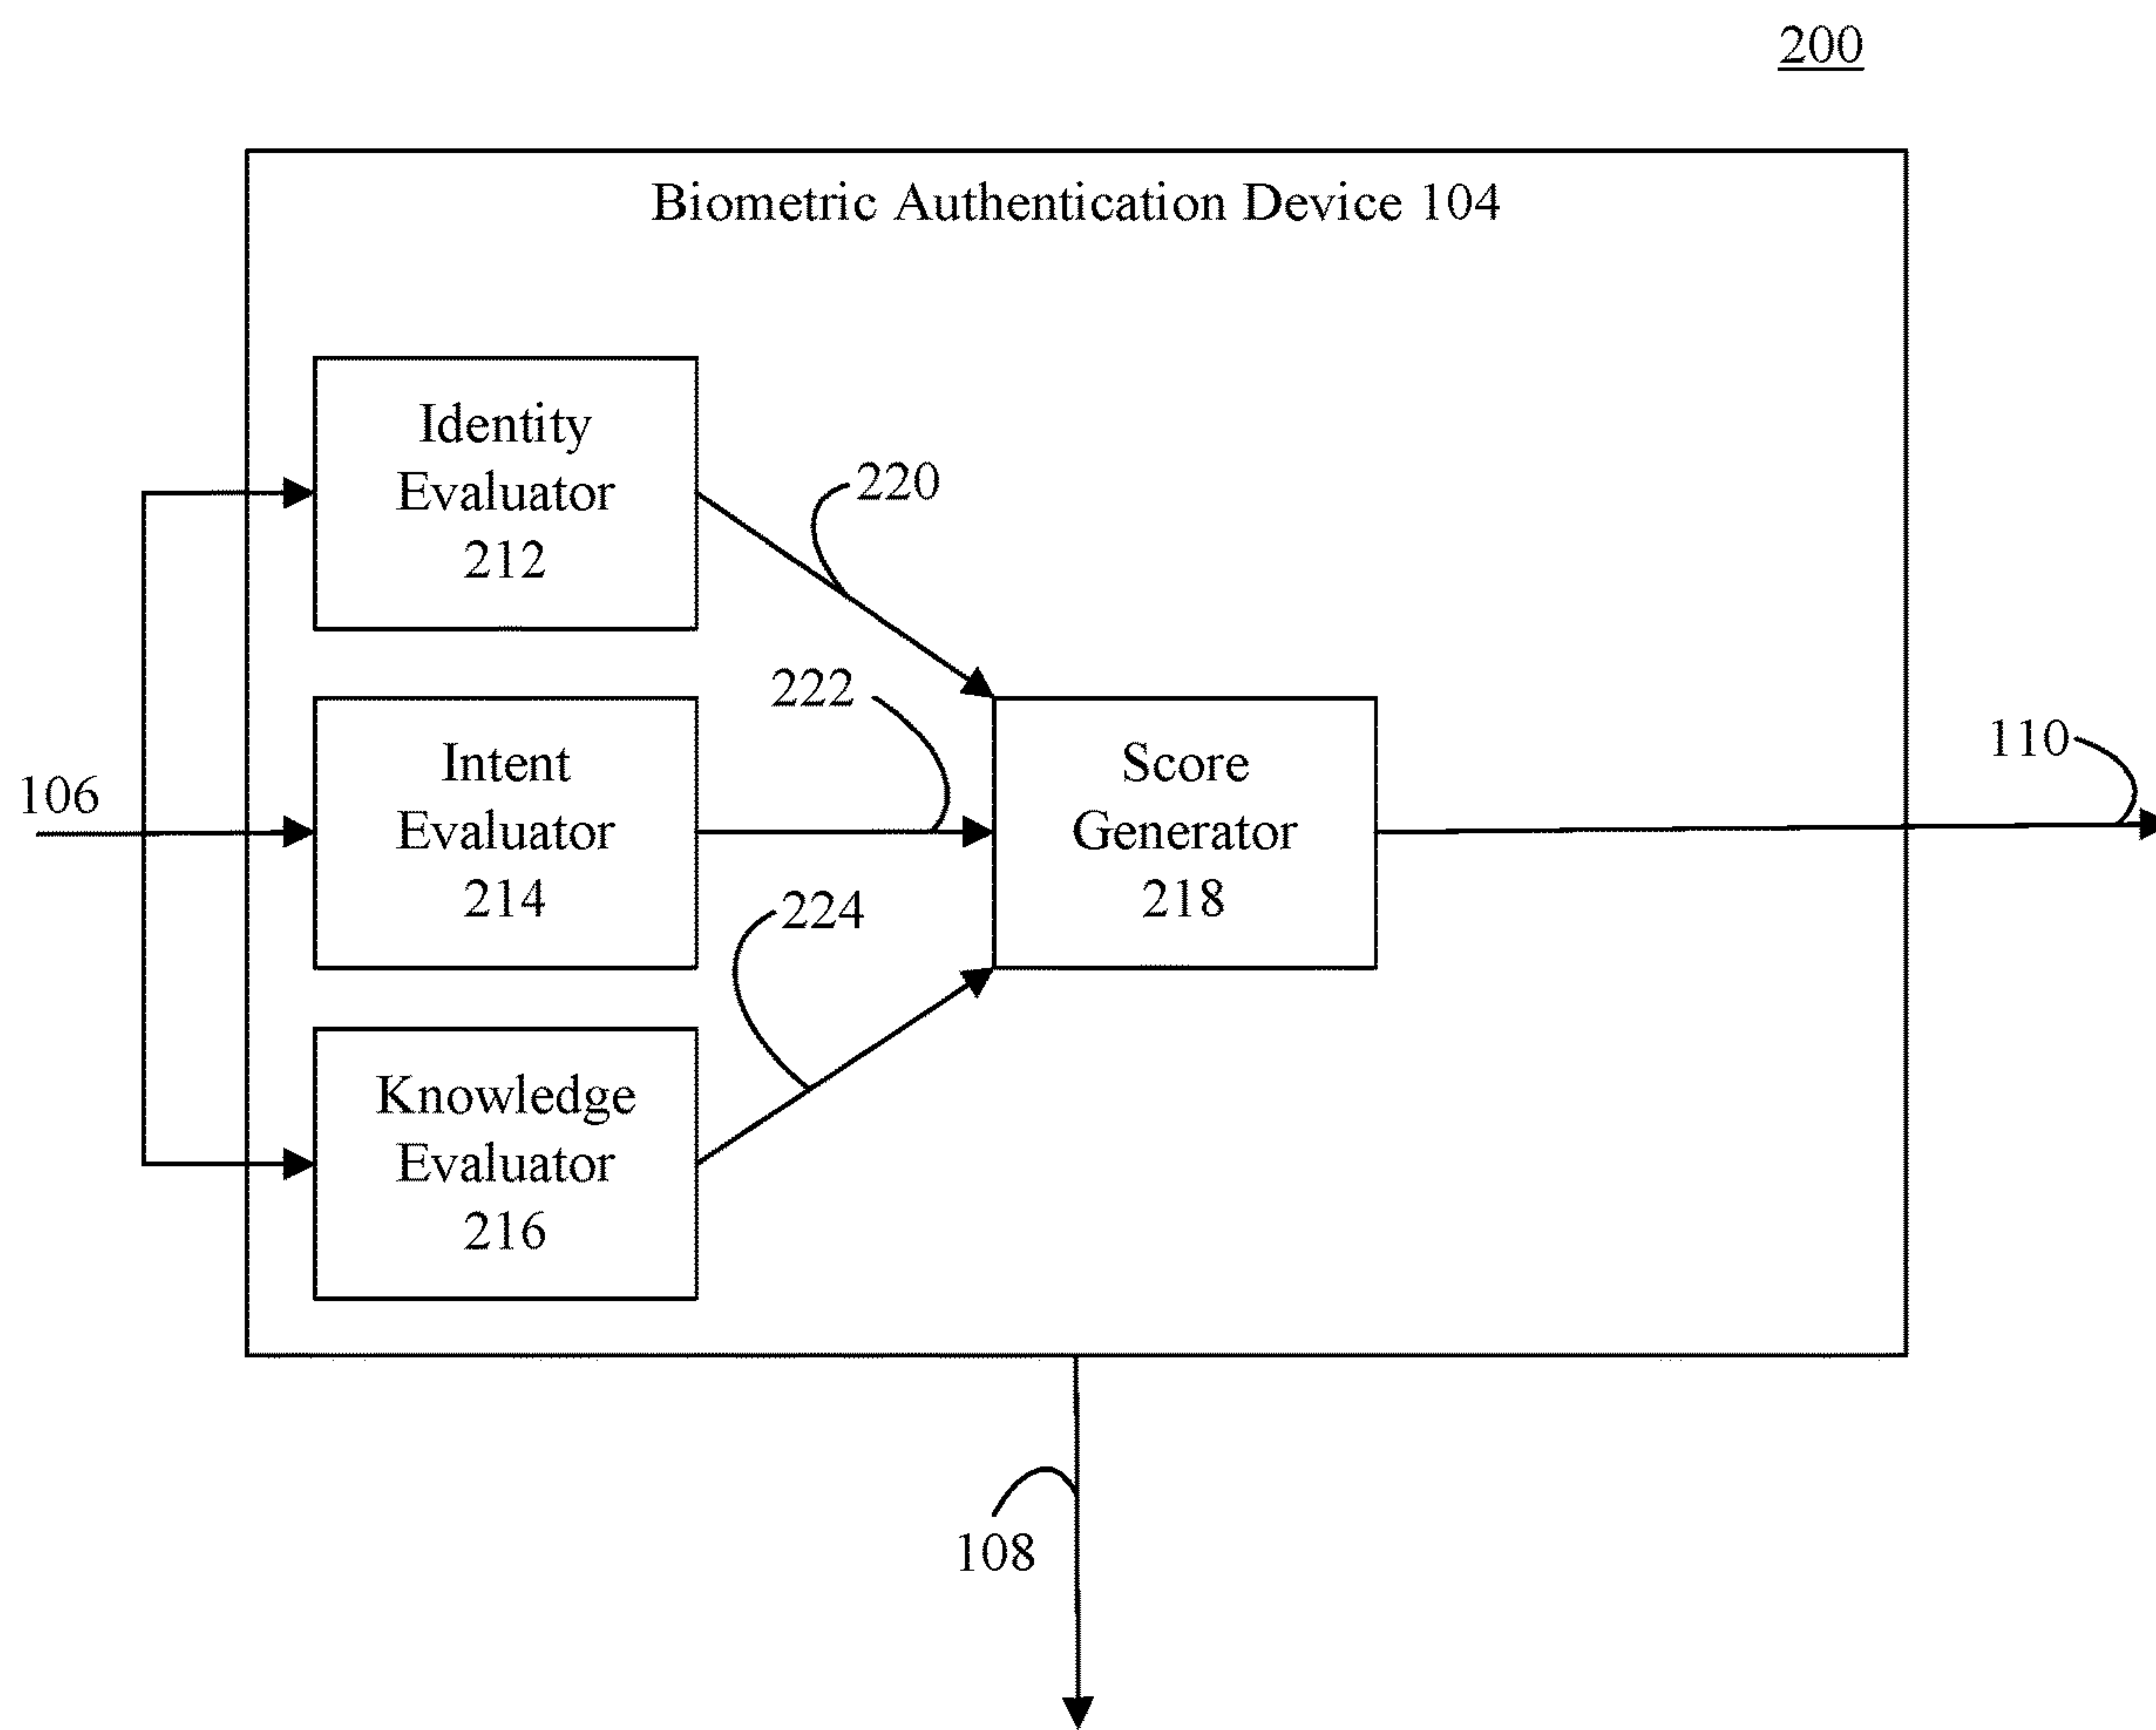 200
Biometric Authentication Device 104
Identity
Evaluator
212
220
222
Intent
Evaluator
214
Score
Generator
218
110
106
224
Knowledge
Evaluator
216
108